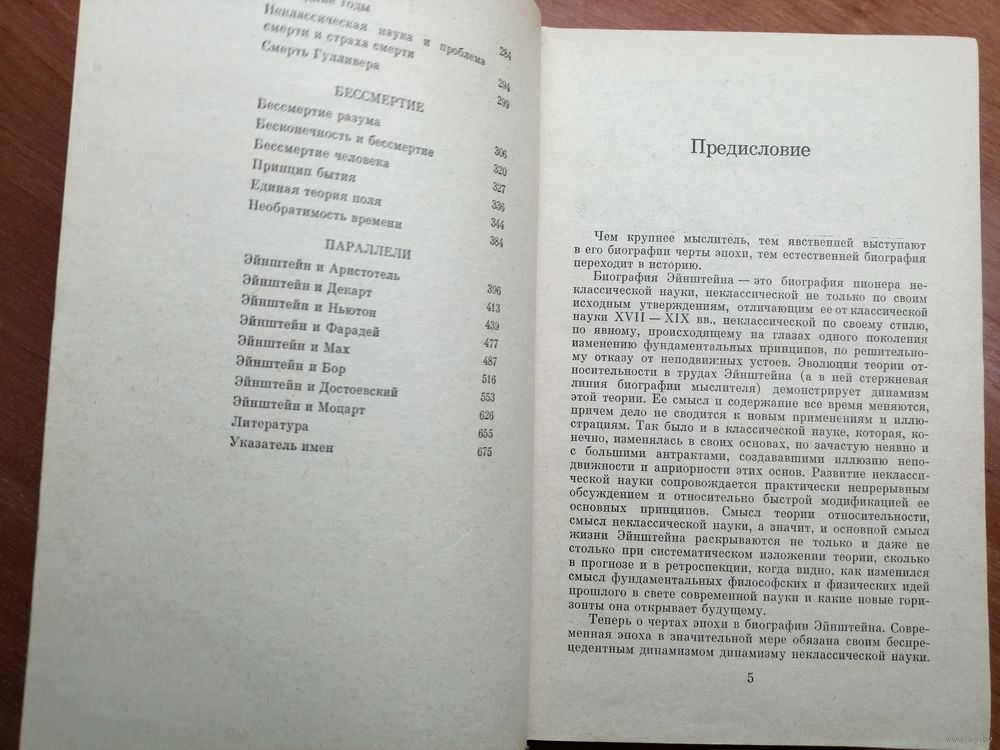 годы 284
Неклассическая наука и проблема
смерти и страха смерти 294
Смерть Гулливера 299
БЕССМЕРТИЕ
Бессмертие разума 306
Бесконечность и бессмертие 320
Бессмертие человека 327
Принцип бытия 336
Единая теория поля 344
Необратимость времени 384
ПАРАЛЛЕЛИ
Эйнштейн и Аристотель 396
Эйнштейн и Декарт 413
Эйнштейн и Ньютон 439
Эйнштейн и Фарадей 477
Эйнштейн и Мах 487
Эйнштейн и Бор 516
Эйнштейн и Достоевский 553
Эйнштейн и Моцарт 626
Литература 655
Указатель имен 675
Предисловие
Чем крупнее мыслитель, тем явственней выступают
в его биографии черты эпохи, тем естественней биография
переходит в историю.
Биография Эйнштейна — это биография пионера не-
классической науки, неклассической не только по своим
исходным утверждениям, отличающим ее от классической
науки XVII — XIX вв., неклассической по своему стилю,
по явному, происходящему на глазах одного поколения
изменению фундаментальных принципов, по решительно-
му отказу от неподвижных устоев. Эволюция теории от-
носительности в трудах Эйнштейна (а в ней стержневая
линия биографии мыслителя) демонстрирует динамизм
этой теории. Ее смысл и содержание все время меняются,
причем дело не сводится к новым применениям и иллю-
страциям. Так было и в классической науке, которая, ко-
нечно, изменялась в своих основах, но зачастую неявно и
с большими антрактами, создававшими иллюзию непо-
движности и априорности этих основ. Развитие некласси-
ческой науки сопровождается практически непрерывным
обсуждением и относительно быстрой модификацией ее
основных принципов. Смысл теории относительности,
смысл неклассической науки, а значит, и основной смысл
жизни Эйнштейна раскрываются не только и даже не
столько при систематическом изложении теории, сколько
в прогнозе и в ретроспекции, когда видно, как изменился
смысл фундаментальных философских и физических идей
прошлого в свете современной науки и какие новые гори-
зонты она открывает будущему.
Теперь о чертах эпохи в биографии Эйнштейна. Совре-
менная эпоха в значительной мере обязана своим беспре-
цедентным динамизмом динамизму неклассической науки.
5
www.ay.by